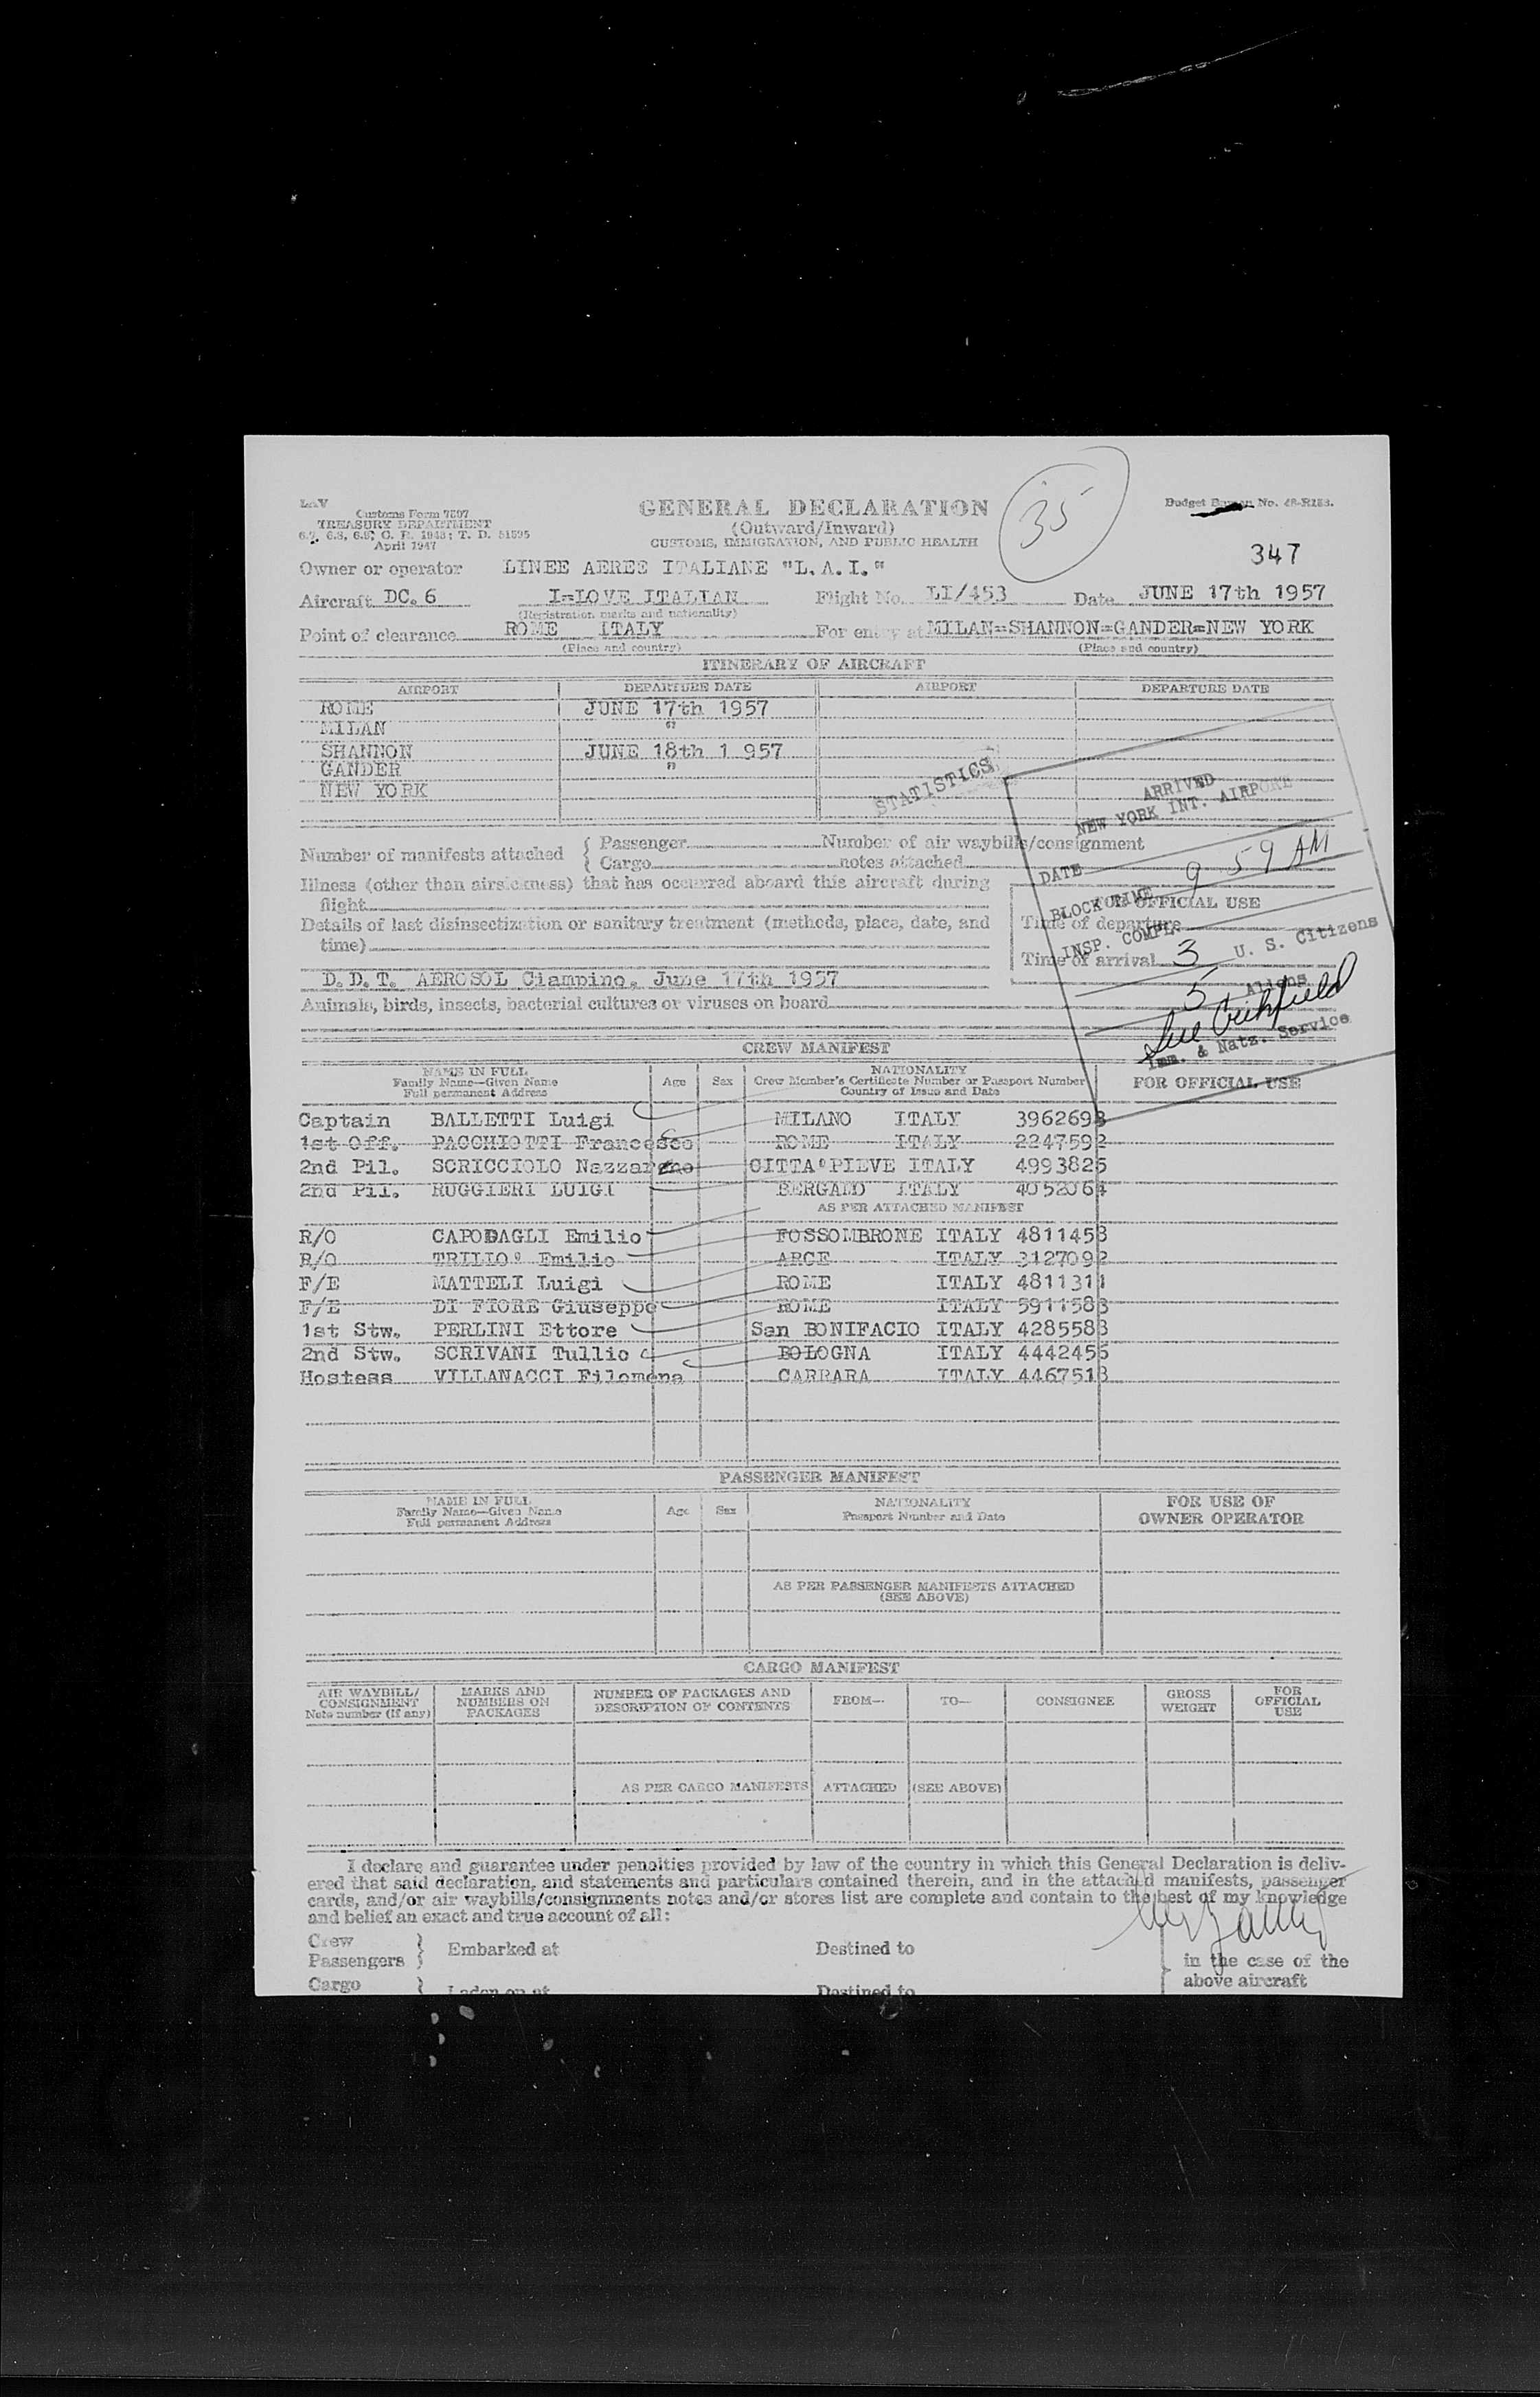 LAV
Customs Form 7507
TREASURY DEPARTMENT
April 1947
GENERAL DECLARATION
(Outward/Inward)
CUSTOMS, IMMIGRATION, AND PUBLIC HEALTH
35
Budget Bureau No. 48-R183.
347
Owner or operator LINEE AEREE ITALIANE "L.A.I."
Aircraft DC. 6 I=LOVE ITALIAN Flight No. LI/453 Date JUNE 17th 1957
(Registration marks and nationality)
Point of clearance ROME ITALY For entry at MILAN=SHANNON=GANDER=NEW YORK
(Place and country) (Place and country)
ITINERARY OF AIRCRAFT
AIRPORT DEPARTURE DATE AIRPORT DEPARTURE DATE
ROME JUNE 17th 1957
MILAN "
SHANNON JUNE 18th 1 957
GANDER "
NEW YORK
STATISTICS
ARRIVED
NEW YORK INT. AIRPORT
DATE
BLOCK TIME 9 59 AM
INSP. COMPL.
3 U. S. Citizens
5 Aliens
Imm. & Natz. Service
Number of manifests attached { Passenger Number of air waybills/consignment
{ Cargo notes attached
Illness (other than airsickness) that has occurred aboard this aircraft during
flight
Details of last disinsectization or sanitary treatment (methods, place, date, and
time)
D.D.T. AEROSOL Ciampino, June 17th 1957
Animals, birds, insects, bacterial cultures or viruses on board
FOR OFFICIAL USE
Time of departure
Time of arrival
CREW MANIFEST
NAME IN FULL
Family Name—Given Name
Full permanent Address
Age
Sex
NATIONALITY
Crew Member's Certificate Number or Passport Number
Country of Issue and Date
FOR OFFICIAL USE
Captain BALLETTI Luigi MILANO ITALY 3962698
1st Off. PACCHIOTTI Francesco ROME ITALY 2247592
2nd Pil. SCRICCIOLO Nazzareno CITTA'PIEVE ITALY 4993825
2nd Pil. RUGGIERI LUIGI BERGAMO ITALY 4052064
AS PER ATTACHED MANIFEST
R/O CAPODAGLI Emilio FOSSOMBRONE ITALY 4811453
R/O TRILIO' Emilio ARCE ITALY 3127092
F/E MATTELI Luigi ROME ITALY 4811311
F/E DI FIORE Giuseppe ROME ITALY 5911583
1st Stw. PERLINI Ettore San BONIFACIO ITALY 4285583
2nd Stw. SCRIVANI Tullio BOLOGNA ITALY 4442455
Hostess VILLANACCI Filomena CARRARA ITALY 4467513
PASSENGER MANIFEST
NAME IN FULL
Family Name—Given Name
Full permanent Address
Age
Sex
NATIONALITY
Passport Number and Date
FOR USE OF
OWNER OPERATOR
AS PER PASSENGER MANIFESTS ATTACHED
(SEE ABOVE)
CARGO MANIFEST
AIR WAYBILL/
CONSIGNMENT
Note number (if any)
MARKS AND
NUMBERS ON
PACKAGES
NUMBER OF PACKAGES AND
DESCRIPTION OF CONTENTS
FROM—
TO—
CONSIGNEE
GROSS
WEIGHT
FOR
OFFICIAL
USE
AS PER CARGO MANIFESTS ATTACHED (SEE ABOVE)
I declare and guarantee under penalties provided by law of the country in which this General Declaration is deliv-
ered that said declaration, and statements and particulars contained therein, and in the attached manifests, passenger
cards, and/or air waybills/consignments notes and/or stores list are complete and contain to the best of my knowledge
and belief an exact and true account of all:
Crew
Passengers } Embarked at Destined to in the case of the
above aircraft
Cargo } Laden on at Destined to